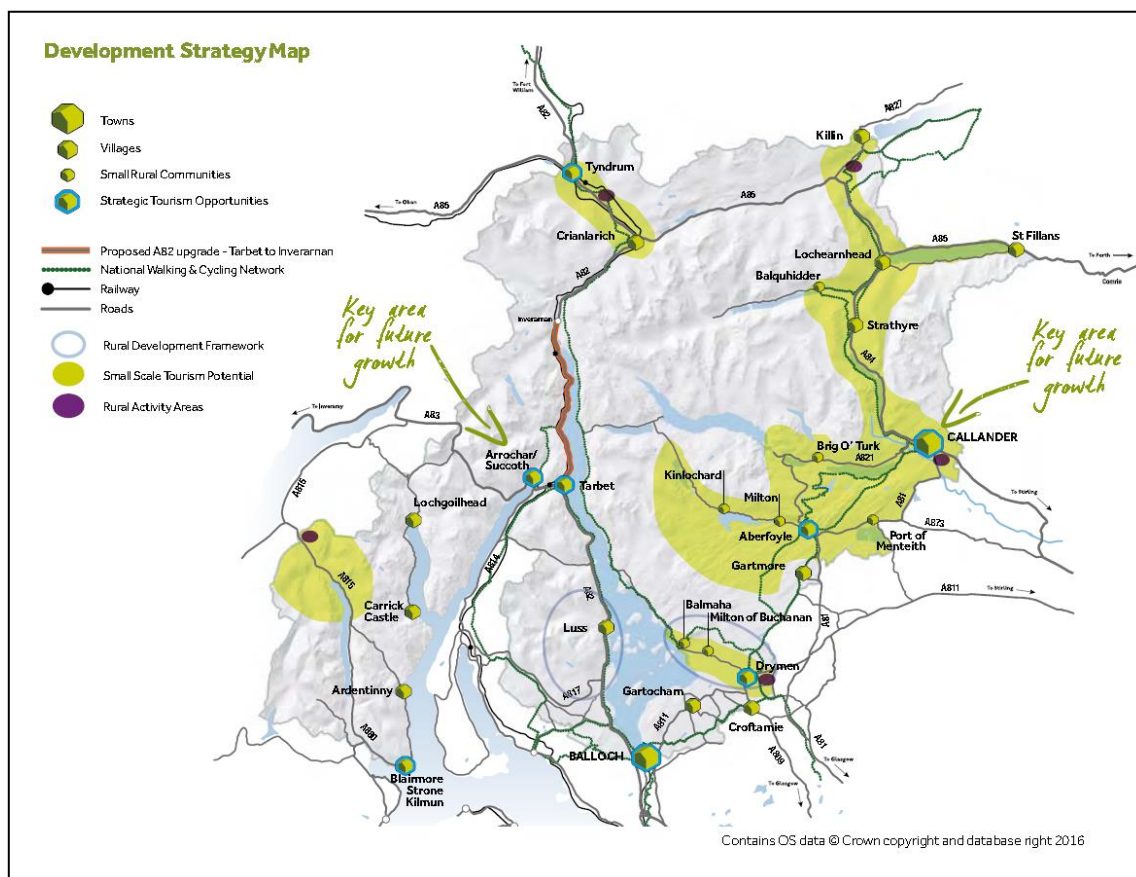 Development Strategy Map
Towns
Villages
Small Rural Communities
Strategic Tourism Opportunities
Proposed A82 upgrade - Tarbet to Inverarnan
National Walking & Cycling Network
Railway
Roads
Rural Development Framework
Small Scale Tourism Potential
Rural Activity Areas
To Fort
William
A82
Tyndrum
To Oban
A85
Crianlarich
A82
A85
Killin
A827
St Fillans
A85
Lochearnhead
To Perth
Comrie
Balquhidder
Strathyre
A84
Inverarnan
Key area
for future
growth
Key area
for future
growth
To Inveraray
A83
A815
Arrochar/
Succoth
Tarbet
Lochgoilhead
A814
A815
Carrick
Castle
Ardentinny
A880
Blairmore
Strone
Kilmun
CALLANDER
Brig O' Turk
A821
Kinlochard
Milton
Aberfoyle
A81
To Stirling
A873
Port of
Menteith
Gartmore
A811
To Stirling
A81
Balmaha
Milton of Buchanan
Drymen
A82
Luss
A817
Gartocharn
A811
Croftamie
BALLOCH
A809
A81
To Glasgow
To Glasgow
Contains OS data © Crown copyright and database right 2016